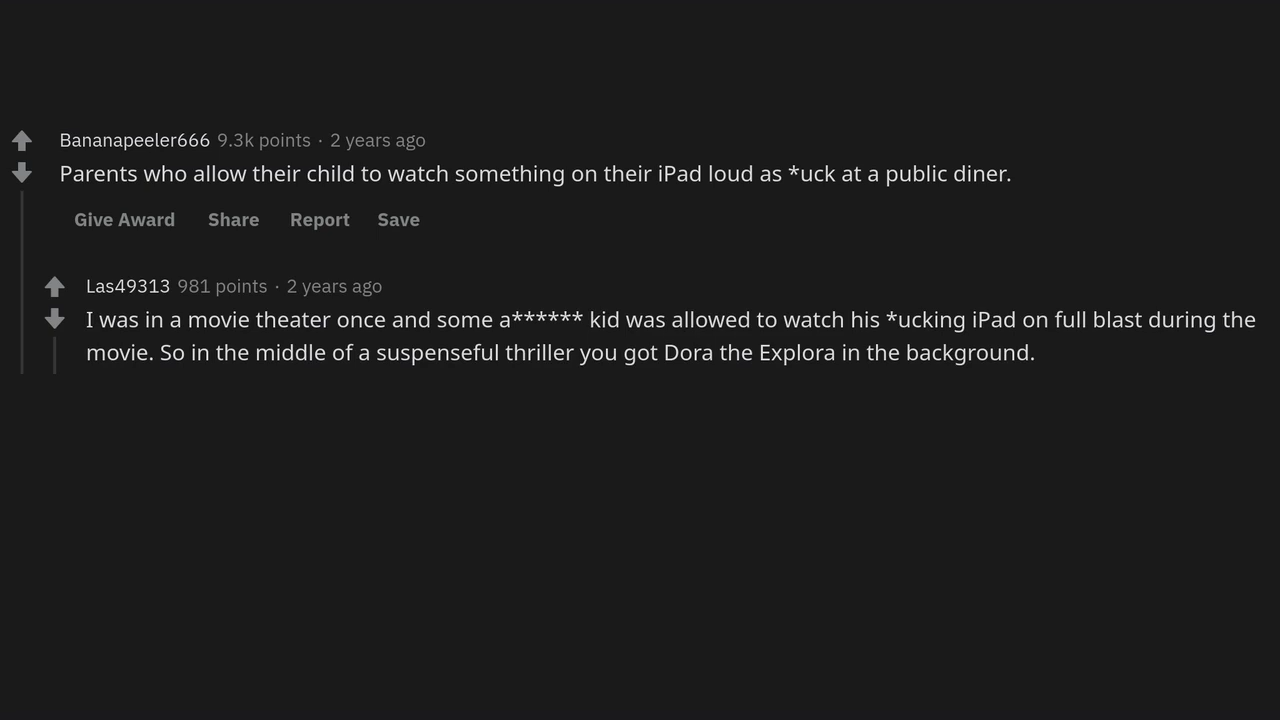 Bananapeeler666 9.3k points · 2 years ago
Parents who allow their child to watch something on their iPad loud as *uck at a public diner.
Give Award Share Report Save
Las49313 981 points · 2 years ago
I was in a movie theater once and some a****** kid was allowed to watch his *ucking iPad on full blast during the
movie. So in the middle of a suspenseful thriller you got Dora the Explora in the background.